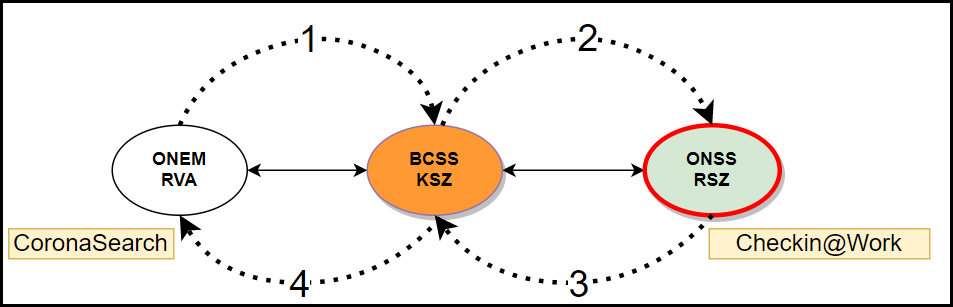 1
2
ONEM
RVA
BCSS
KSZ
ONSS
RSZ
CoronaSearch
Checkin@Work
4
3